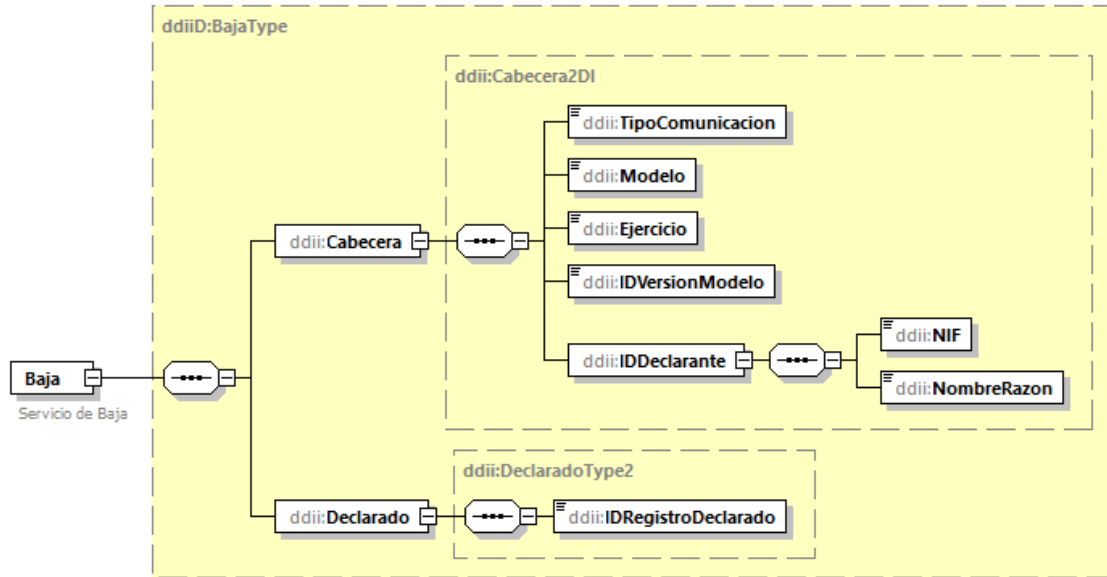 ddiiD:BajaType
ddii:Cabecera2DI
ddii:TipoComunicacion
ddii:Modelo
ddii:Cabecera
ddii:Ejercicio
ddii:IDVersionModelo
ddii:IDDeclarante
ddii:NIF
ddii:NombreRazon
Baja
Servicio de Baja
ddii:DeclaradoType2
ddii:Declarado
ddii:IDRegistroDeclarado